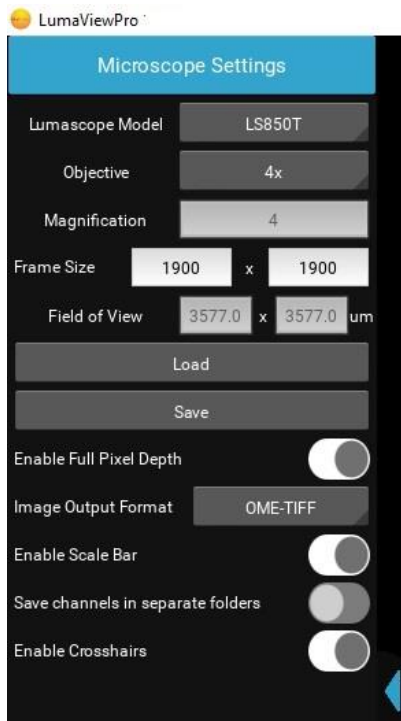 LumaViewPro
Microscope Settings
Lumascope Model LS850T
Objective 4x
Magnification 4
Frame Size 1900 x 1900
Field of View 3577.0 x 3577.0 um
Load
Save
Enable Full Pixel Depth
Image Output Format OME-TIFF
Enable Scale Bar
Save channels in separate folders
Enable Crosshairs